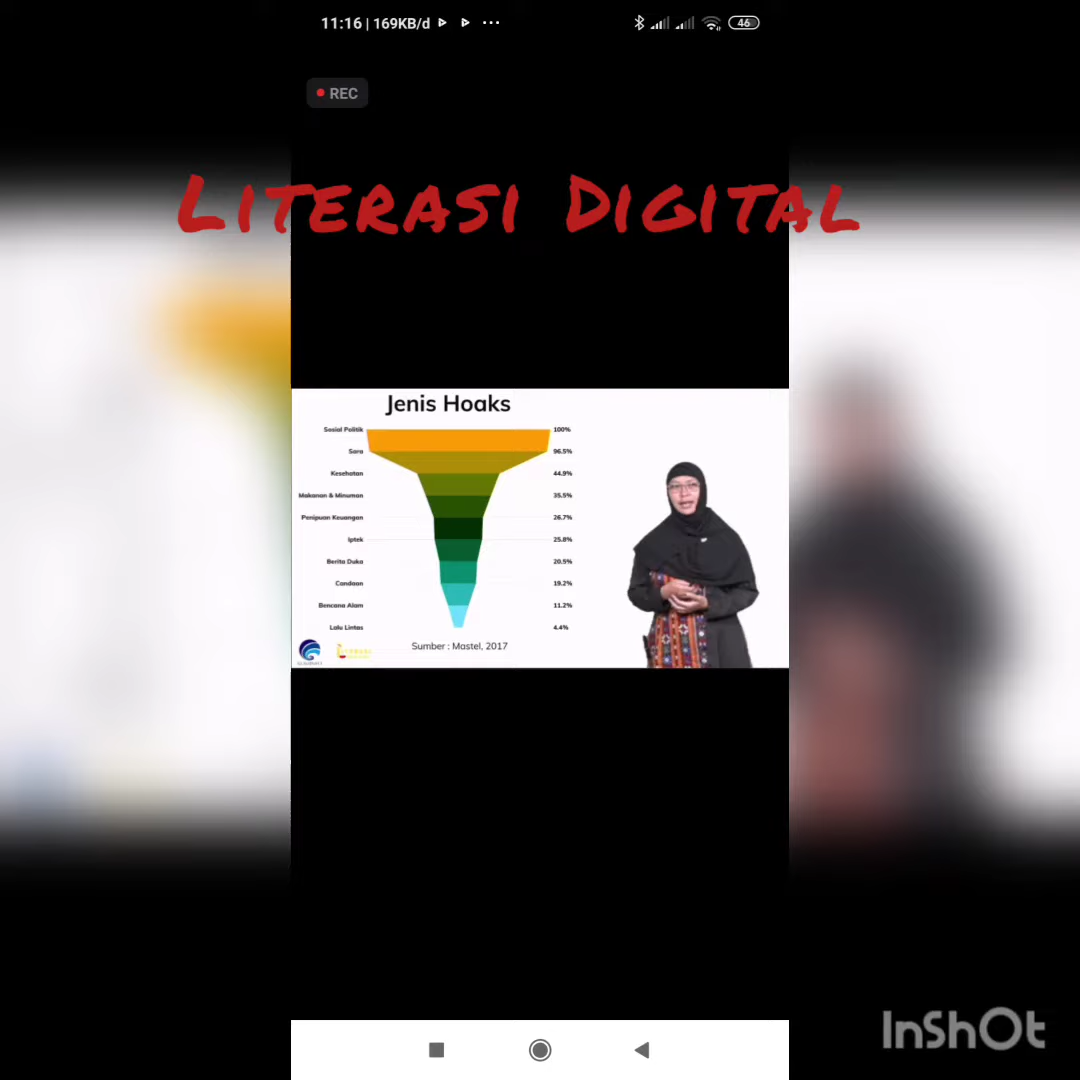 11:16 | 169KB/d
46
REC
LITERASI DIGITAL
Jenis Hoaks
Sosial Politik 100%
Sara 96.5%
Kesehatan 44.9%
Makanan & Minuman 35.5%
Penipuan Keuangan 26.7%
Iptek 25.8%
Berita Duka 20.5%
Candaan 19.2%
Bencana Alam 11.2%
Lalu Lintas 4.4%
Sumber : Mastel, 2017
InShOt